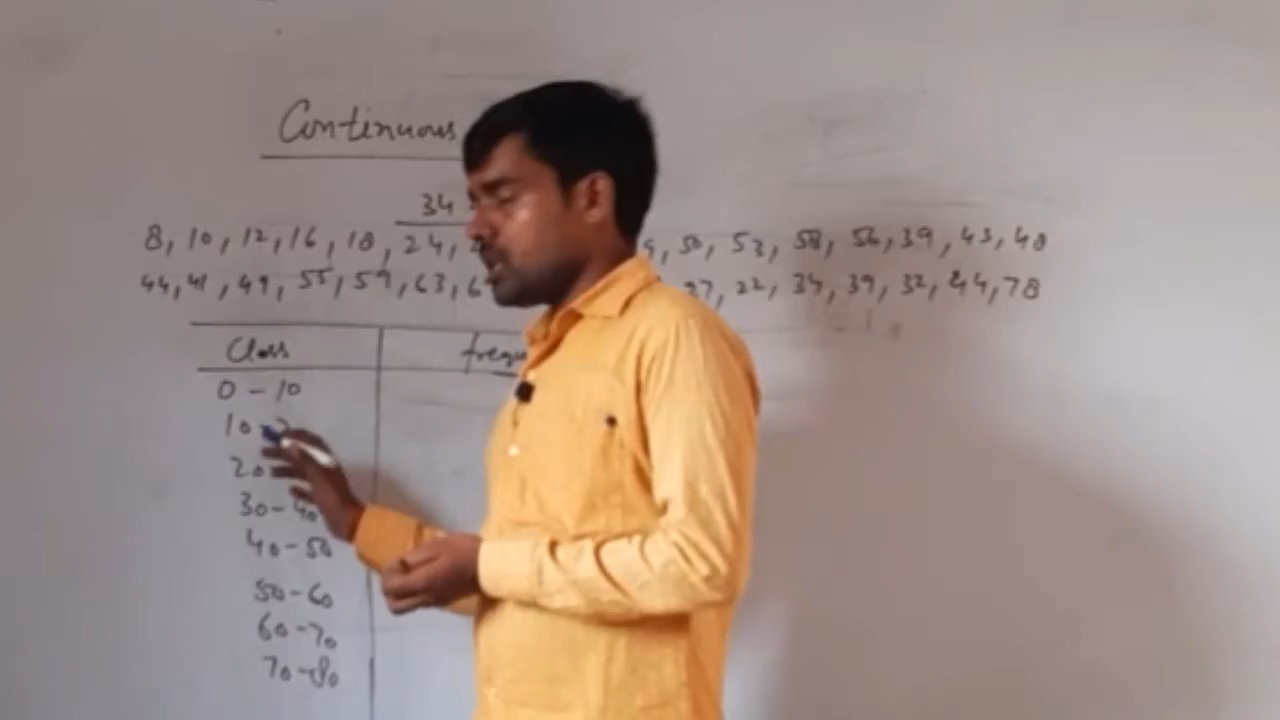 Continuous
34
8, 10, 12, 16, 18, 24, 50, 53, 58, 56, 39, 43, 48
44, 41, 49, 55, 59, 63, 22, 34, 39, 32, 44, 78
Class
0 - 10
10 -
20
30 - 40
40 - 50
50 - 60
60 - 70
70 - 80